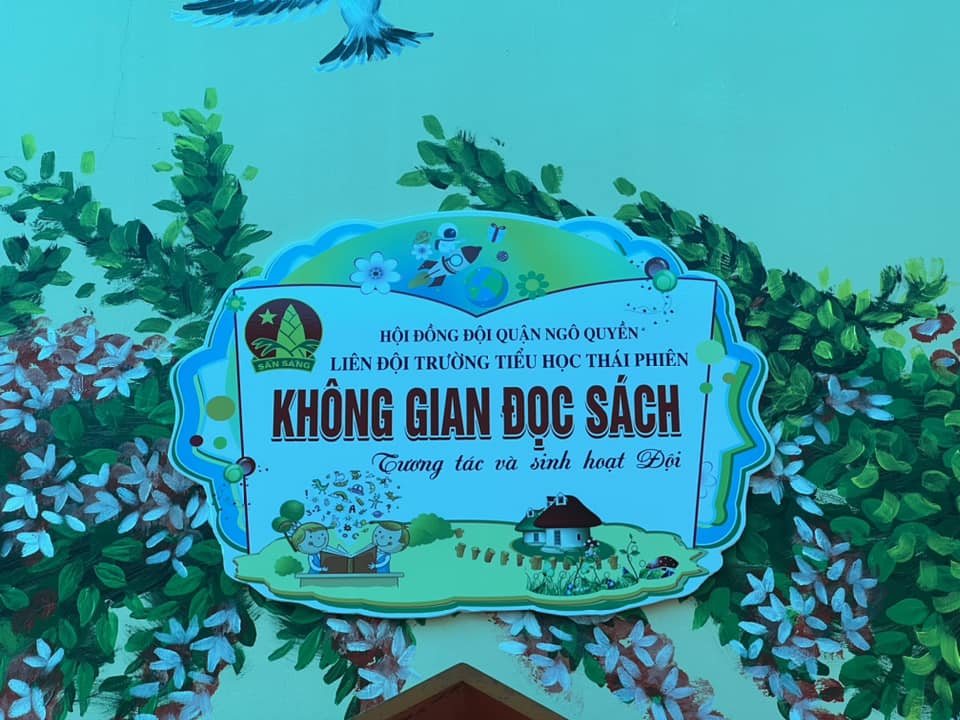 HỘI ĐỒNG ĐỘI QUẬN NGÔ QUYỀN
LIÊN ĐỘI TRƯỜNG TIỂU HỌC THÁI PHIÊN
SẴN SÀNG
KHÔNG GIAN ĐỌC SÁCH
Tương tác và sinh hoạt Đội